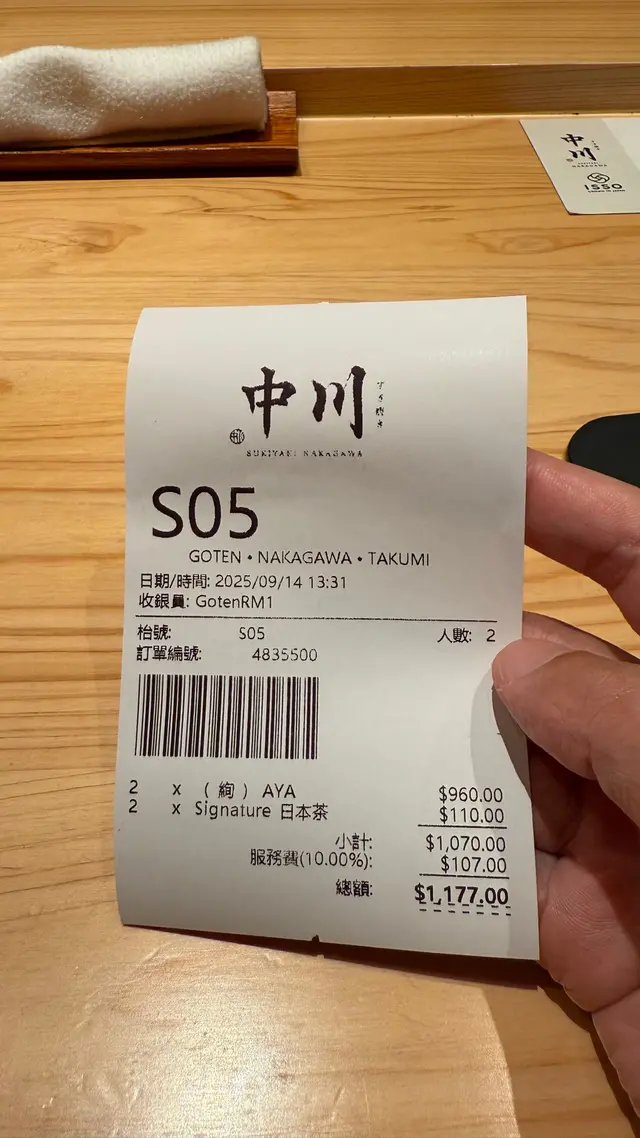 中川
ISSO
中川
すき焼き
SUKIYAKI NAKAGAWA
S05
GOTEN • NAKAGAWA • TAKUMI
日期/時間: 2025/09/14 13:31
收銀員: GotenRM1
枱號: S05 人數: 2
訂單編號: 4835500
2 x ( 絢 ) AYA $960.00
2 x Signature 日本茶 $110.00
小計: $1,070.00
服務費(10.00%): $107.00
總額: $1,177.00